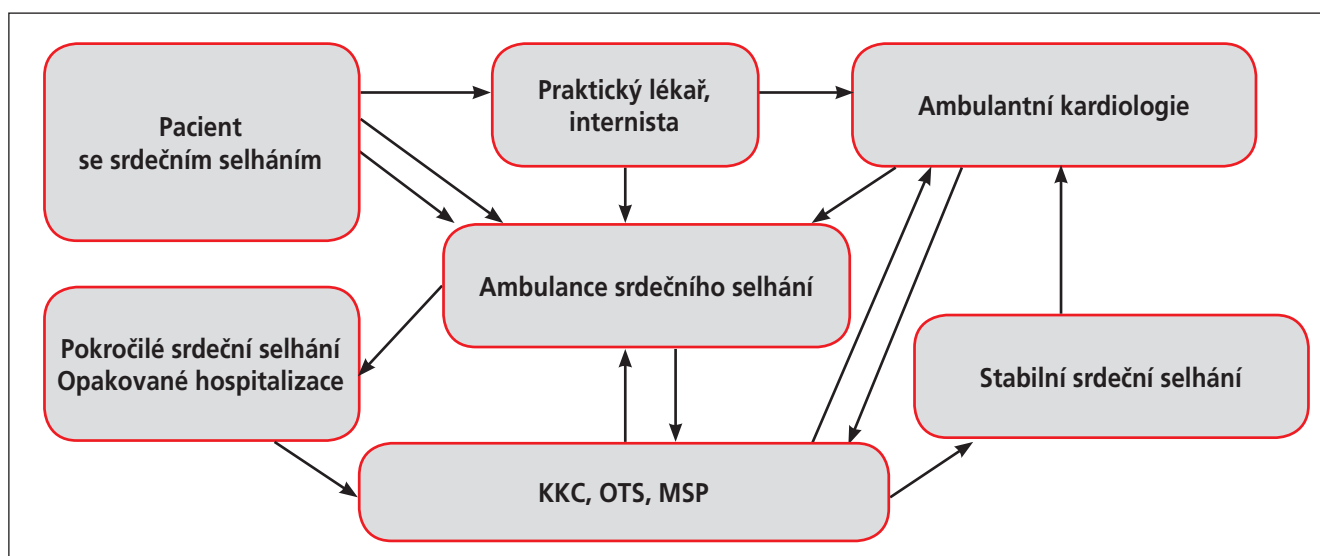 Pacient
se srdečním selháním
Praktický lékař,
internista
Ambulantní kardiologie
Ambulance srdečního selhání
Pokročilé srdeční selhání
Opakované hospitalizace
Stabilní srdeční selhání
KKC, OTS, MSP